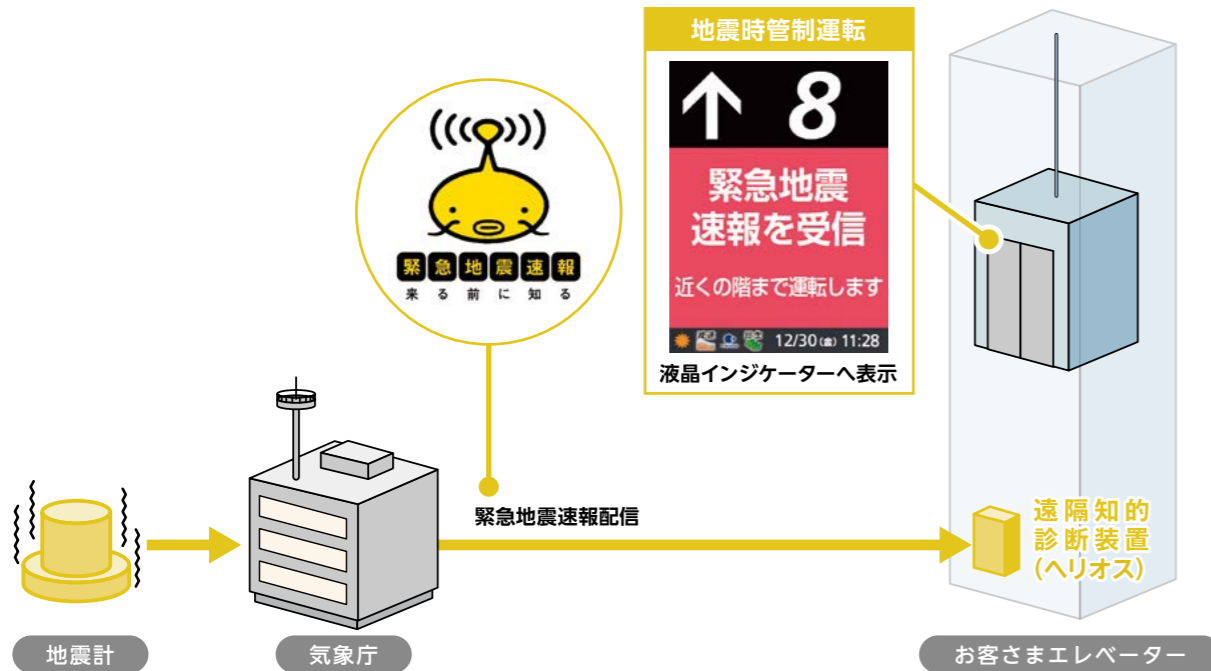 地震時管制運転
↑ 8
緊急地震
速報を受信
近くの階まで運転します
12/30(金) 11:28
液晶インジケーターへ表示
緊急地震速報
来る前に知る
緊急地震速報配信
遠隔知的
診断装置
(ヘリオス)
地震計
気象庁
お客さまエレベーター